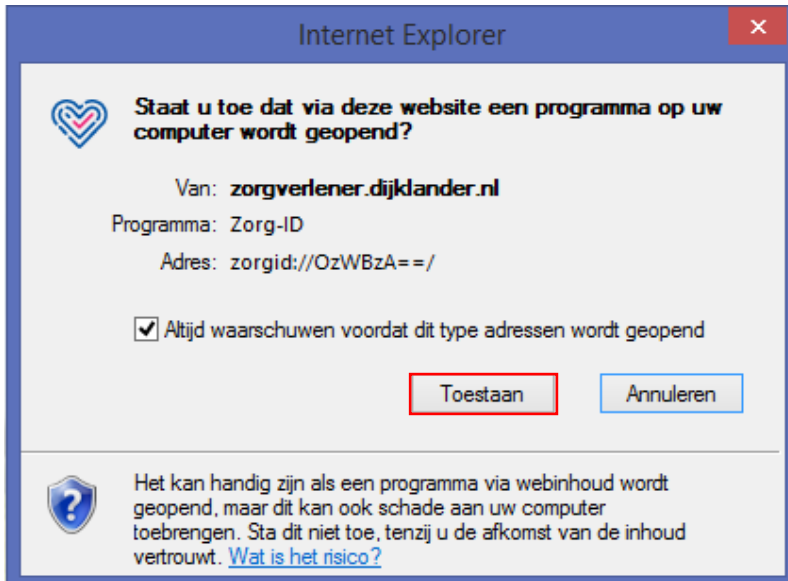 Internet Explorer
Staat u toe dat via deze website een programma op uw
computer wordt geopend?
Van: zorgverlener.dijklander.nl
Programma: Zorg-ID
Adres: zorgid://OzWBzA==/
Altijd waarschuwen voordat dit type adressen wordt geopend
Toestaan Annuleren
Het kan handig zijn als een programma via webinhoud wordt
geopend, maar dit kan ook schade aan uw computer
toebrengen. Sta dit niet toe, tenzij u de afkomst van de inhoud
vertrouwt. Wat is het risico?